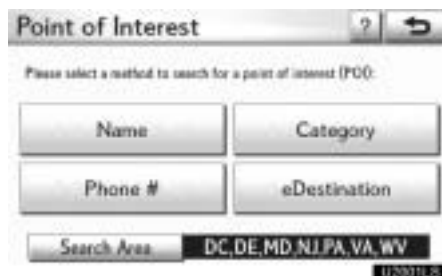 Point of Interest ?
Please select a method to search for a point of interest (POI):
Name Category
Phone # eDestination
Search Area DC,DE,MD,NJ,PA,VA,WV